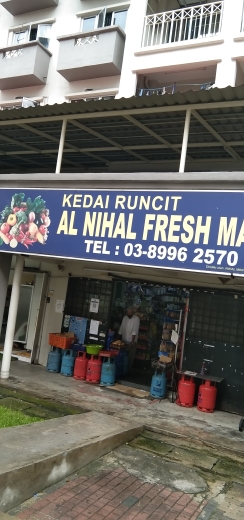 KEDAI RUNCIT
AL NIHAL FRESH MA
TEL : 03-8996 2570